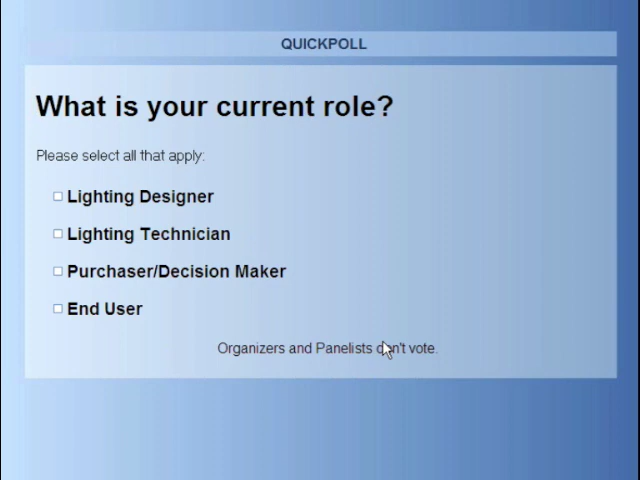 QUICKPOLL
What is your current role?
Please select all that apply:
Lighting Designer
Lighting Technician
Purchaser/Decision Maker
End User
Organizers and Panelists don't vote.